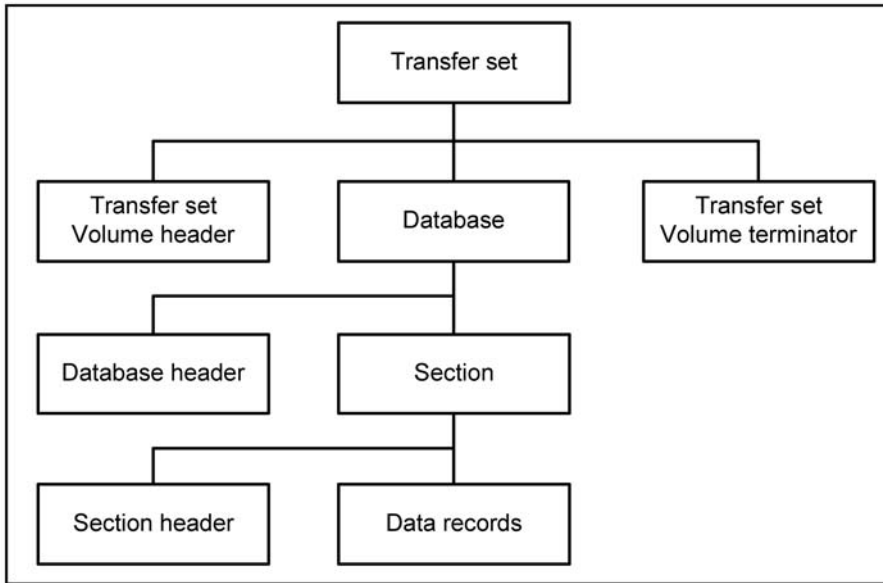 Transfer set
Transfer set
Volume header
Database
Transfer set
Volume terminator
Database header
Section
Section header
Data records